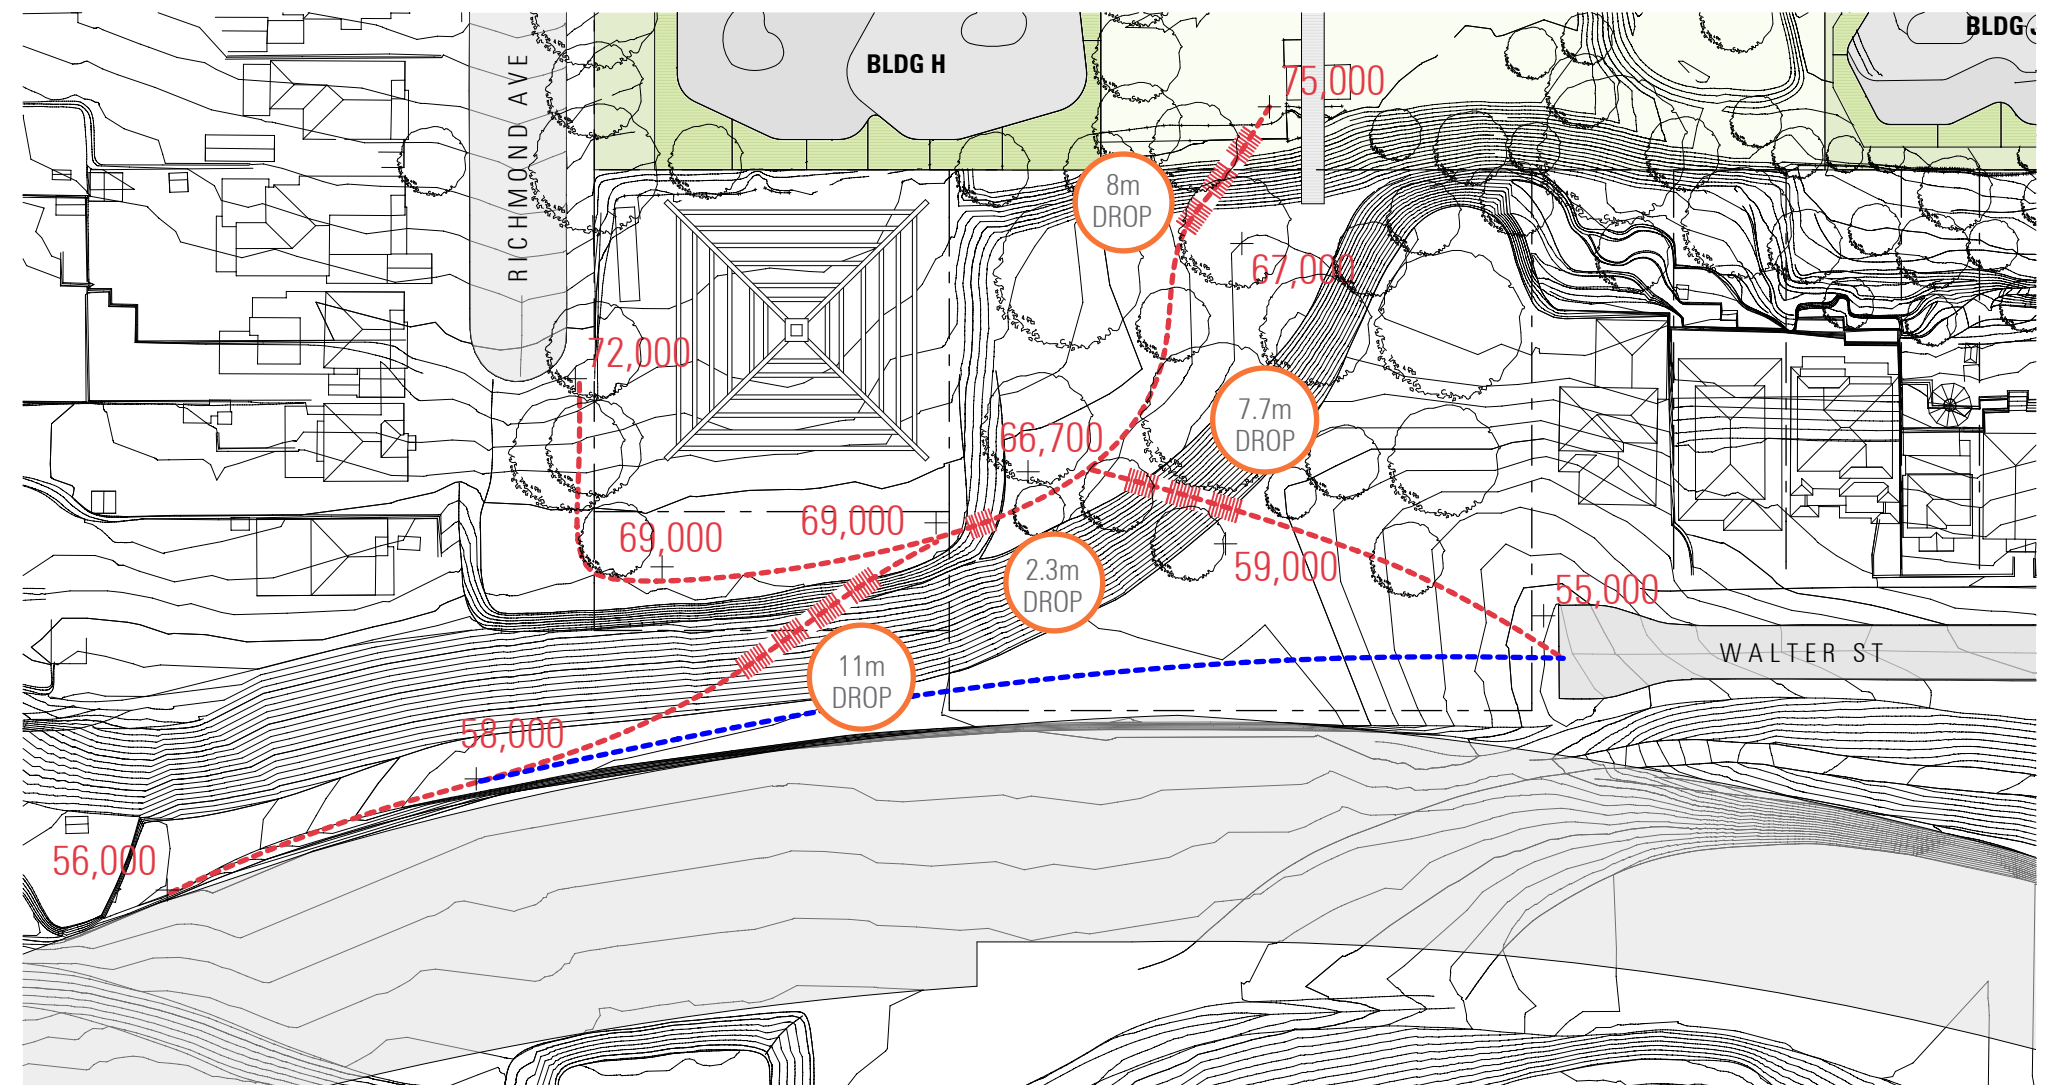 BLDG H
BLDG J
RICHMOND AVE
75,000
8m
DROP
67,000
72,000
66,700
7.7m
DROP
69,000
69,000
59,000
2.3m
DROP
55,000
WALTER ST
11m
DROP
58,000
56,000